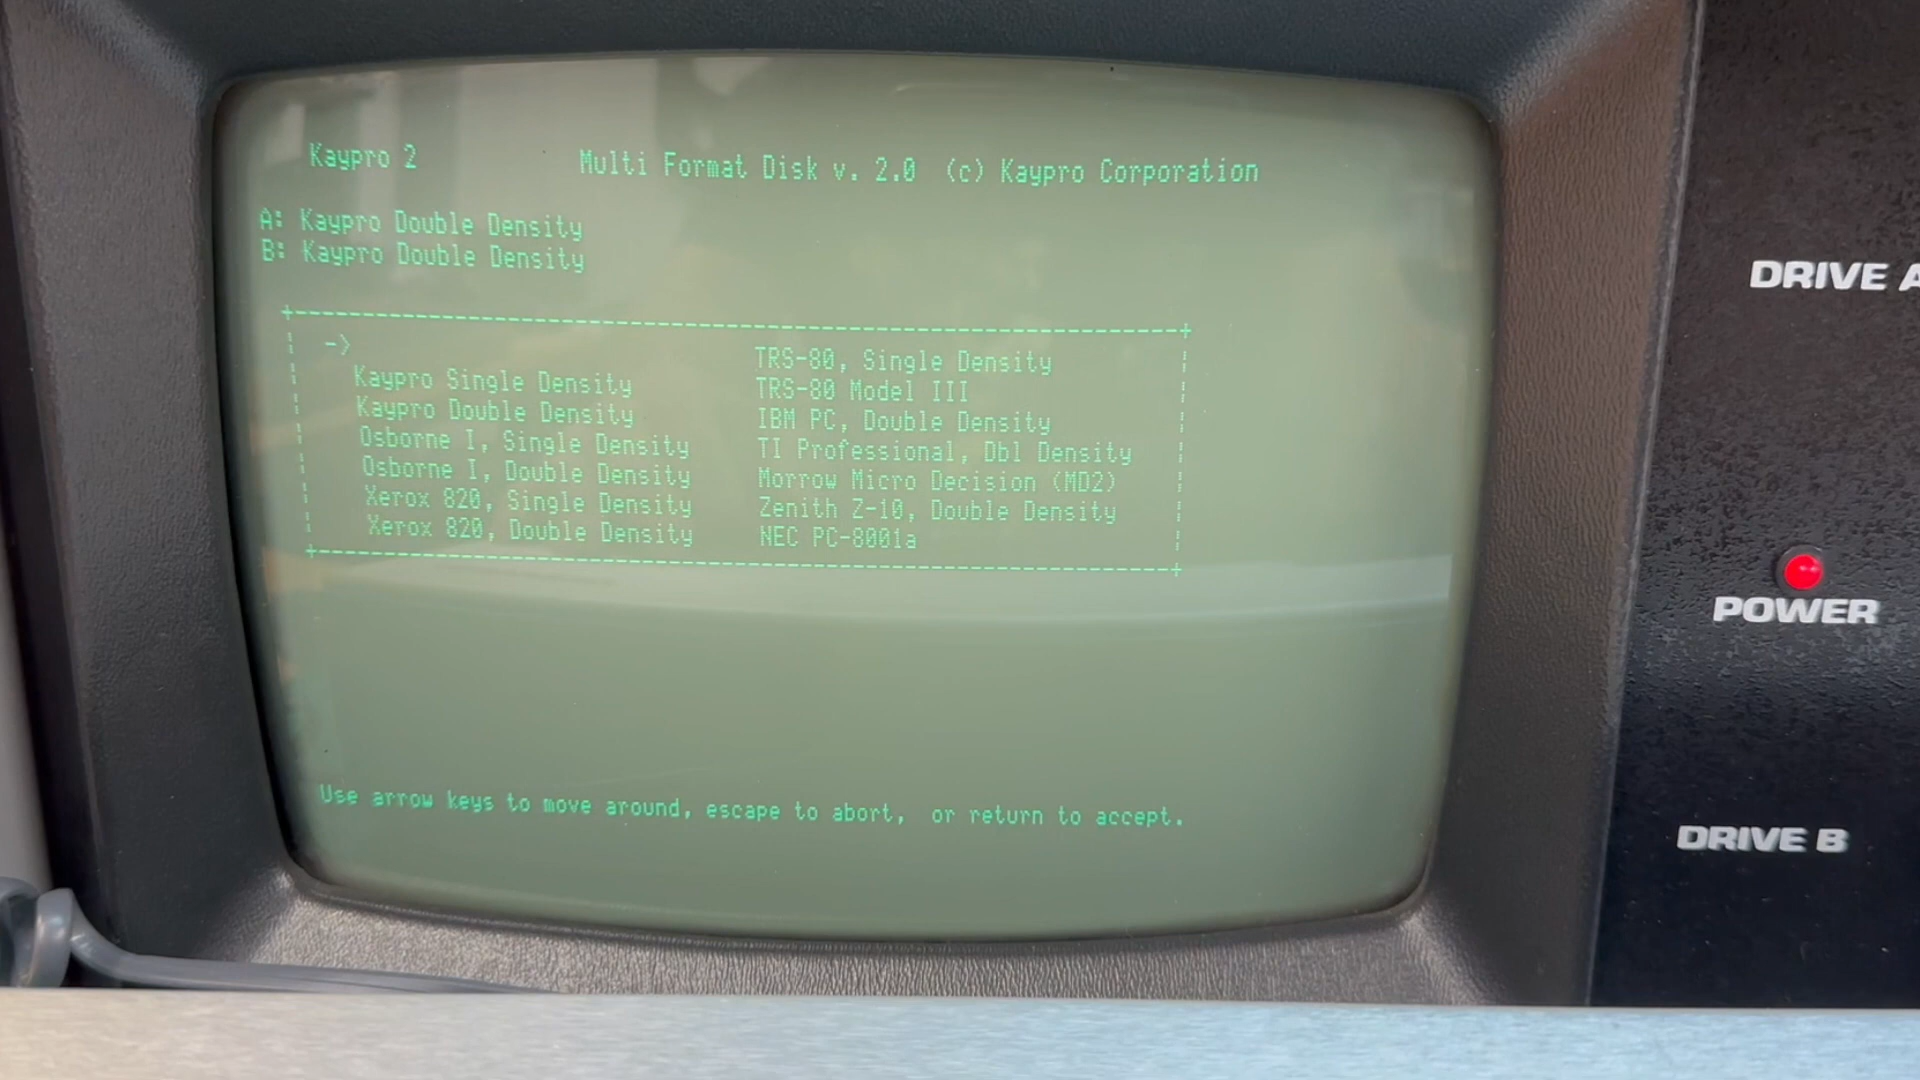 Kaypro 2 Multi Format Disk v. 2.0 (c) Kaypro Corporation
A: Kaypro Double Density
B: Kaypro Double Density
->
Kaypro Single Density
Kaypro Double Density
Osborne I, Single Density
Osborne I, Double Density
Xerox 820, Single Density
Xerox 820, Double Density
TRS-80, Single Density
TRS-80 Model III
IBM PC, Double Density
TI Professional, Dbl Density
Morrow Micro Decision (MD2)
Zenith Z-10, Double Density
NEC PC-8001a
Use arrow keys to move around, escape to abort, or return to accept.
DRIVE A
POWER
DRIVE B